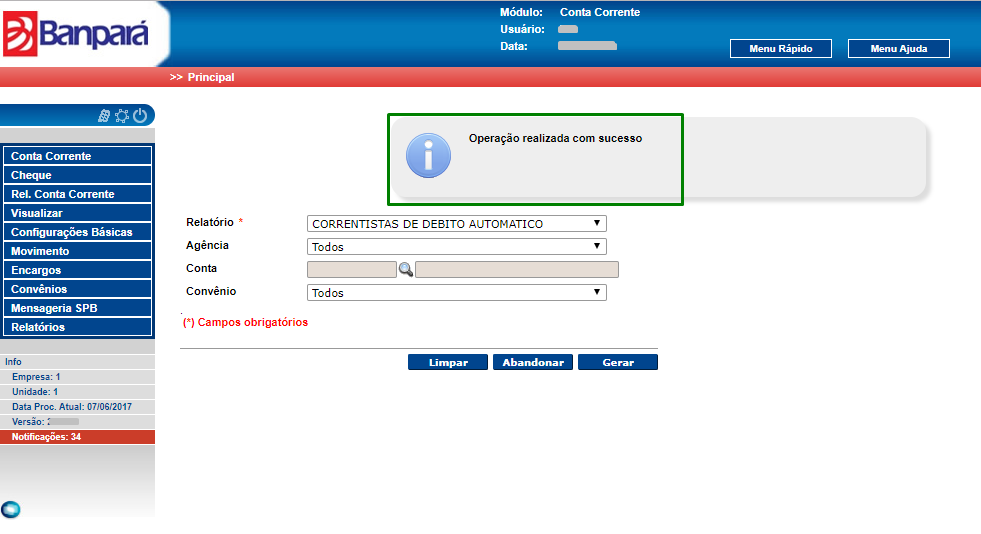 Banpará
Módulo: Conta Corrente
Usuário:
Data:
Menu Rápido
Menu Ajuda
>> Principal
Conta Corrente
Cheque
Rel. Conta Corrente
Visualizar
Configurações Básicas
Movimento
Encargos
Convênios
Mensageria SPB
Relatórios
Info
Empresa: 1
Unidade: 1
Data Proc. Atual: 07/06/2017
Versão:
Notificações: 34
Operação realizada com sucesso
Relatório * CORRENTISTAS DE DEBITO AUTOMATICO
Agência Todos
Conta
Convênio Todos
(*) Campos obrigatórios
Limpar Abandonar Gerar